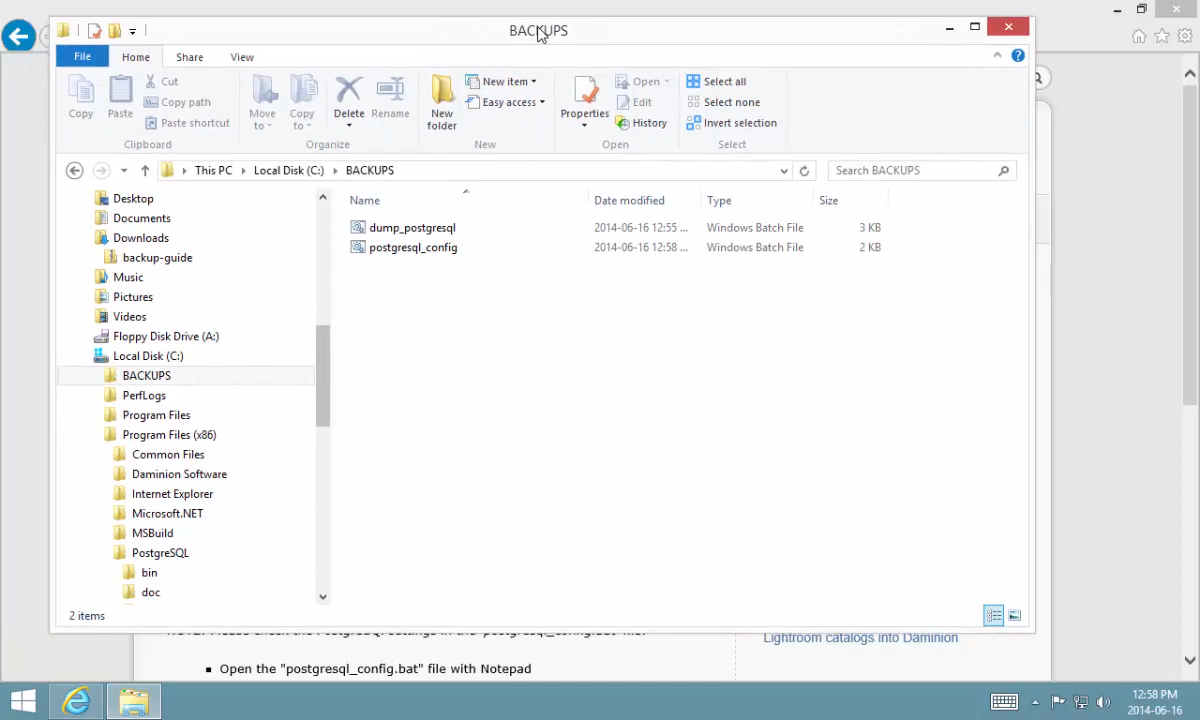 BACKUPS
File Home Share View
Copy
Paste
Cut
Copy path
Paste shortcut
Clipboard
Move to
Copy to
Delete
Rename
Organize
New folder
New item
Easy access
New
Properties
Open
Edit
History
Open
Select all
Select none
Invert selection
Select
This PC Local Disk (C:) BACKUPS
Search BACKUPS
Desktop
Documents
Downloads
backup-guide
Music
Pictures
Videos
Floppy Disk Drive (A:)
Local Disk (C:)
BACKUPS
PerfLogs
Program Files
Program Files (x86)
Common Files
Daminion Software
Internet Explorer
Microsoft.NET
MSBuild
PostgreSQL
bin
doc
Name Date modified Type Size
dump_postgresql 2014-06-16 12:55 ... Windows Batch File 3 KB
postgresql_config 2014-06-16 12:58 ... Windows Batch File 2 KB
2 items
Lightroom catalogs into Daminion
Open the "postgresql_config.bat" file with Notepad
12:58 PM
2014-06-16